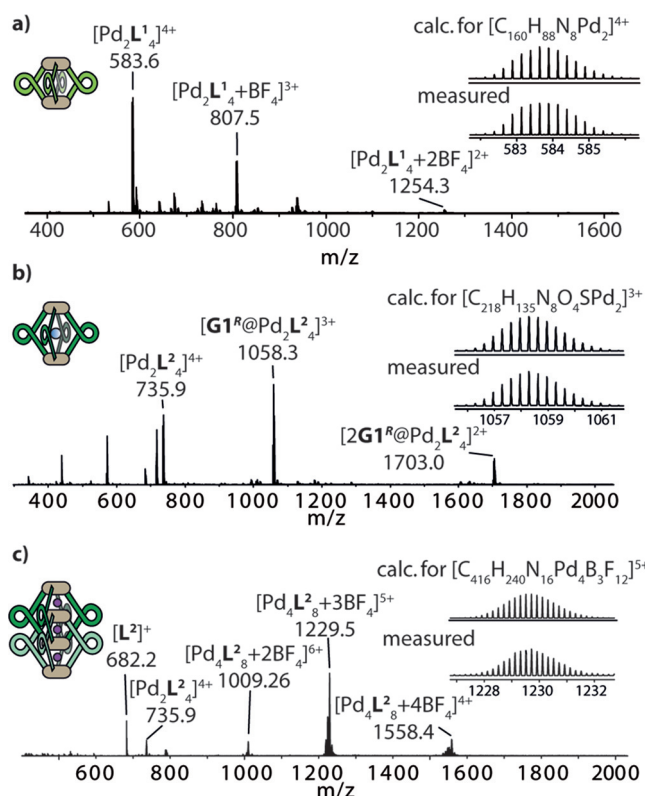 a)
[Pd₂L¹₄]⁴⁺
583.6
[Pd₂L¹₄+BF₄]³⁺
807.5
[Pd₂L¹₄+2BF₄]²⁺
1254.3
calc. for [C₁₆₀H₈₈N₈Pd₂]⁴⁺
measured
583 584 585
400 600 800 1000 1200 1400 1600
m/z
b)
[Pd₂L²₄]⁴⁺
735.9
[G1ᴿ@Pd₂L²₄]³⁺
1058.3
[2G1ᴿ@Pd₂L²₄]²⁺
1703.0
calc. for [C₂₁₈H₁₃₅N₈O₄SPd₂]³⁺
measured
1057 1059 1061
400 600 800 1000 1200 1400 1600 1800 2000
m/z
c)
[L²]⁺
682.2
[Pd₂L²₄]⁴⁺
735.9
[Pd₄L²₈+2BF₄]⁶⁺
1009.26
[Pd₄L²₈+3BF₄]⁵⁺
1229.5
[Pd₄L²₈+4BF₄]⁴⁺
1558.4
calc. for [C₄₁₆H₂₄₀N₁₆Pd₄B₃F₁₂]⁵⁺
measured
1228 1230 1232
600 800 1000 1200 1400 1600 1800 2000
m/z